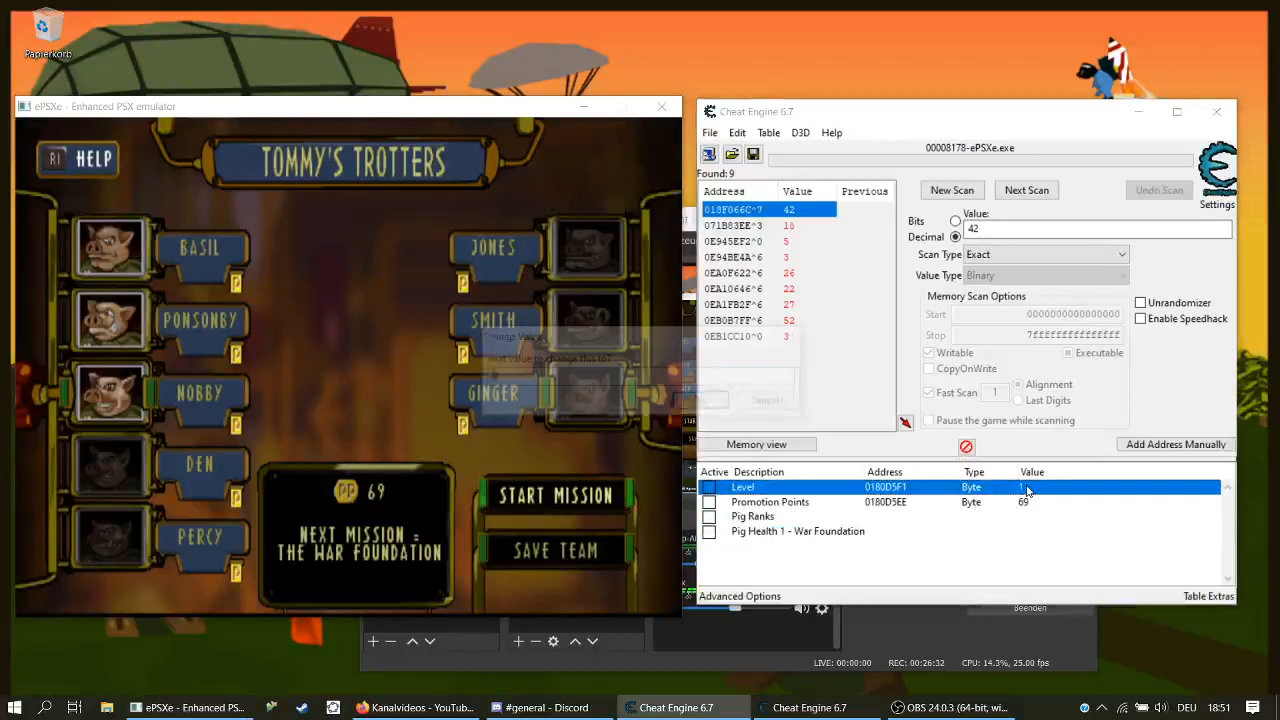 Papierkorb
ePSXe - Enhanced PSX emulator
R1 HELP
TOMMY'S TROTTERS
BASIL
P
PONSONBY
P
NOBBY
P
DEN
P
PERCY
P
JONES
P
SMITH
P
GINGER
P
PP 69
NEXT MISSION =
THE WAR FOUNDATION
START MISSION
SAVE TEAM
Cheat Engine 6.7
File Edit Table D3D Help
00008178-ePSXe.exe
Found: 9
Address Value Previous
018F066C^7 42
071B83EE^3 18
0E945EF2^0 5
0E94BE4A^6 3
0EA0F622^6 26
0EA10646^6 22
0EA1FB2F^6 27
0EB0B7FF^6 52
0EB1CC10^0 3
New Scan Next Scan Undo Scan
Settings
Value:
Bits
Decimal 42
Scan Type Exact
Value Type Binary
Memory Scan Options
Start 0000000000000000
Stop 7fffffffffffffff
Writable Executable
CopyOnWrite
Fast Scan 1 Alignment
Last Digits
Pause the game while scanning
Unrandomizer
Enable Speedhack
Memory view Add Address Manually
Active Description Address Type Value
Level 0180D5F1 Byte 1
Promotion Points 0180D5EE Byte 69
Pig Ranks
Pig Health 1 - War Foundation
Advanced Options Table Extras
Beenden
LIVE: 00:00:00 REC: 00:26:32 CPU: 14.3%, 25.00 fps
ePSXe - Enhanced PS... Kanalvideos - YouTub... #general - Discord Cheat Engine 6.7 Cheat Engine 6.7 OBS 24.0.3 (64-bit, win... DEU 18:51